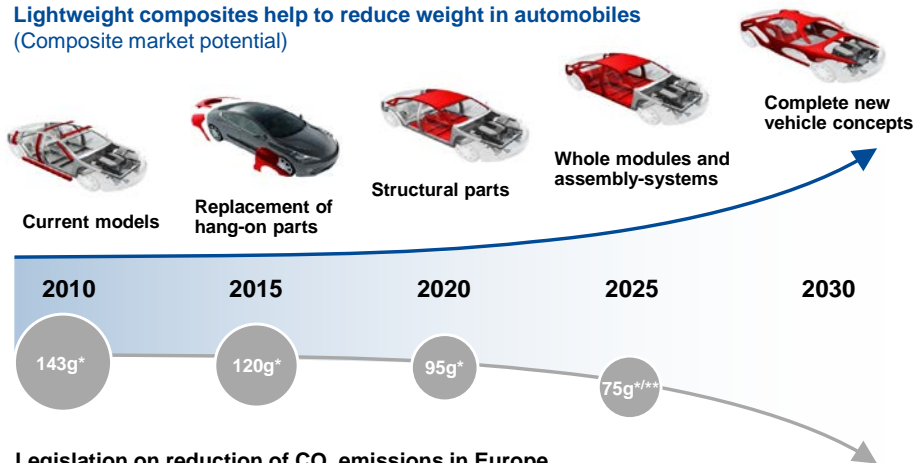 Lightweight composites help to reduce weight in automobiles
(Composite market potential)
Complete new
vehicle concepts
Whole modules and
assembly-systems
Structural parts
Replacement of
hang-on parts
Current models
2010 2015 2020 2025 2030
143g* 120g* 95g* 75g*/**
Legislation on reduction of CO emissions in Europe